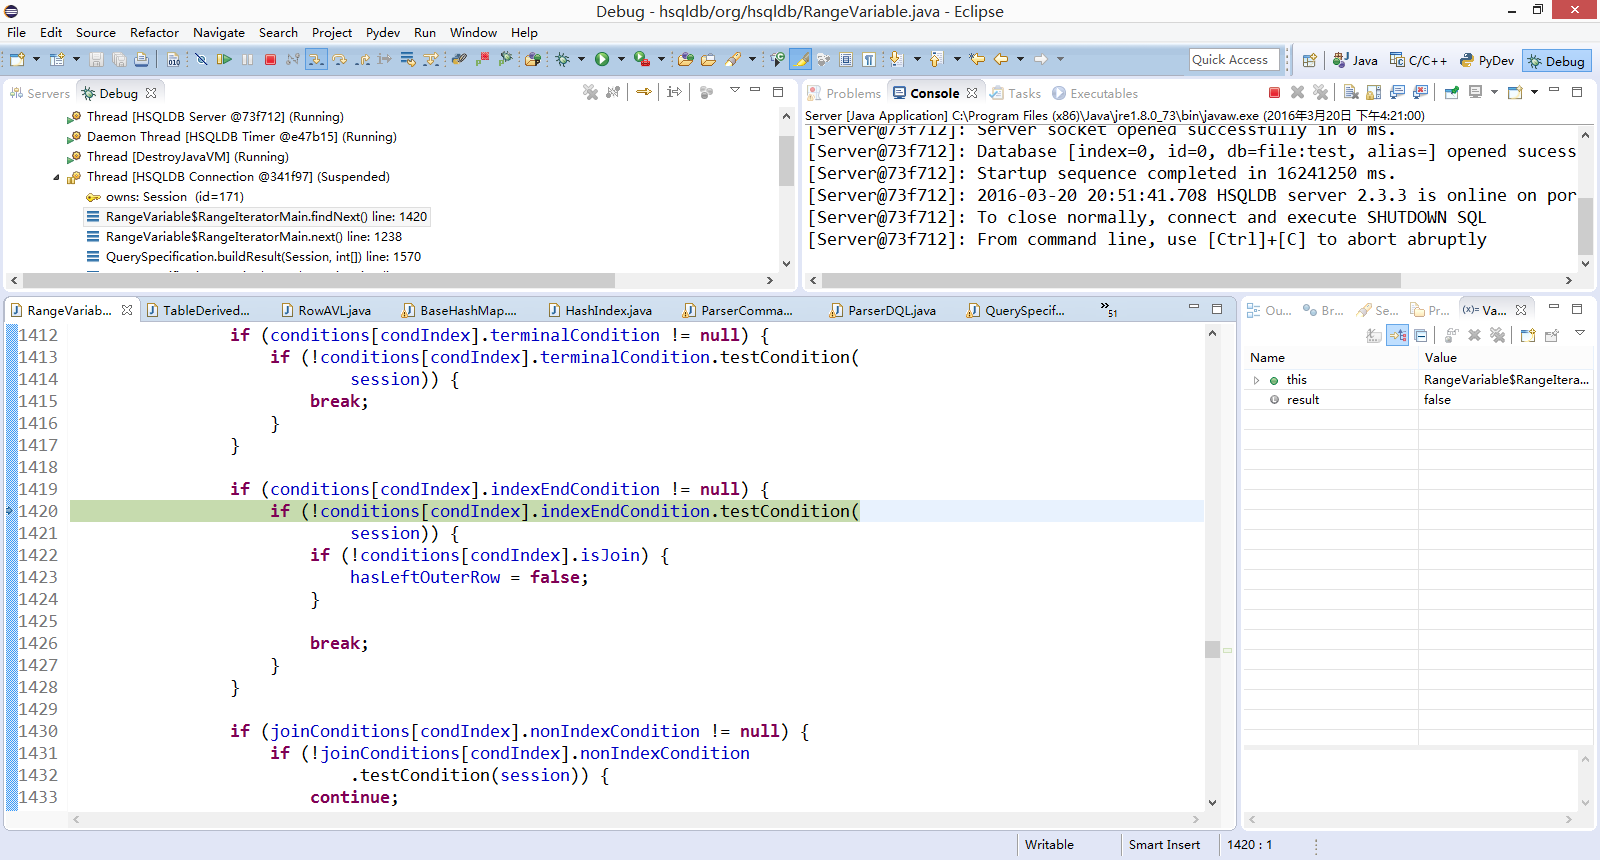 Debug - hsqldb/org/hsqldb/RangeVariable.java - Eclipse
File Edit Source Refactor Navigate Search Project Pydev Run Window Help
Quick Access Java C/C++ PyDev Debug
Servers Debug
Thread [HSQLDB Server @73f712] (Running)
Daemon Thread [HSQLDB Timer @e47b15] (Running)
Thread [DestroyJavaVM] (Running)
Thread [HSQLDB Connection @341f97] (Suspended)
owns: Session (id=171)
RangeVariable$RangeIteratorMain.findNext() line: 1420
RangeVariable$RangeIteratorMain.next() line: 1238
QuerySpecification.buildResult(Session, int[]) line: 1570
Problems Console Tasks Executables
Server [Java Application] C:\Program Files (x86)\Java\jre1.8.0_73\bin\javaw.exe (2016年3月20日 下午4:21:00)
[Server@73f712]: Server socket opened successfully in 0 ms.
[Server@73f712]: Database [index=0, id=0, db=file:test, alias=] opened sucess
[Server@73f712]: Startup sequence completed in 16241250 ms.
[Server@73f712]: 2016-03-20 20:51:41.708 HSQLDB server 2.3.3 is online on por
[Server@73f712]: To close normally, connect and execute SHUTDOWN SQL
[Server@73f712]: From command line, use [Ctrl]+[C] to abort abruptly
RangeVariab... TableDerived... RowAVL.java BaseHashMap.... HashIndex.java ParserComma... ParserDQL.java QuerySpecif... »51
1412 if (conditions[condIndex].terminalCondition != null) {
1413 if (!conditions[condIndex].terminalCondition.testCondition(
1414 session)) {
1415 break;
1416 }
1417 }
1418
1419 if (conditions[condIndex].indexEndCondition != null) {
1420 if (!conditions[condIndex].indexEndCondition.testCondition(
1421 session)) {
1422 if (!conditions[condIndex].isJoin) {
1423 hasLeftOuterRow = false;
1424 }
1425
1426 break;
1427 }
1428 }
1429
1430 if (joinConditions[condIndex].nonIndexCondition != null) {
1431 if (!joinConditions[condIndex].nonIndexCondition
1432 .testCondition(session)) {
1433 continue;
Ou... Br... Se... Pr... (x)= Va...
Name Value
this RangeVariable$RangeItera...
result false
Writable Smart Insert 1420 : 1